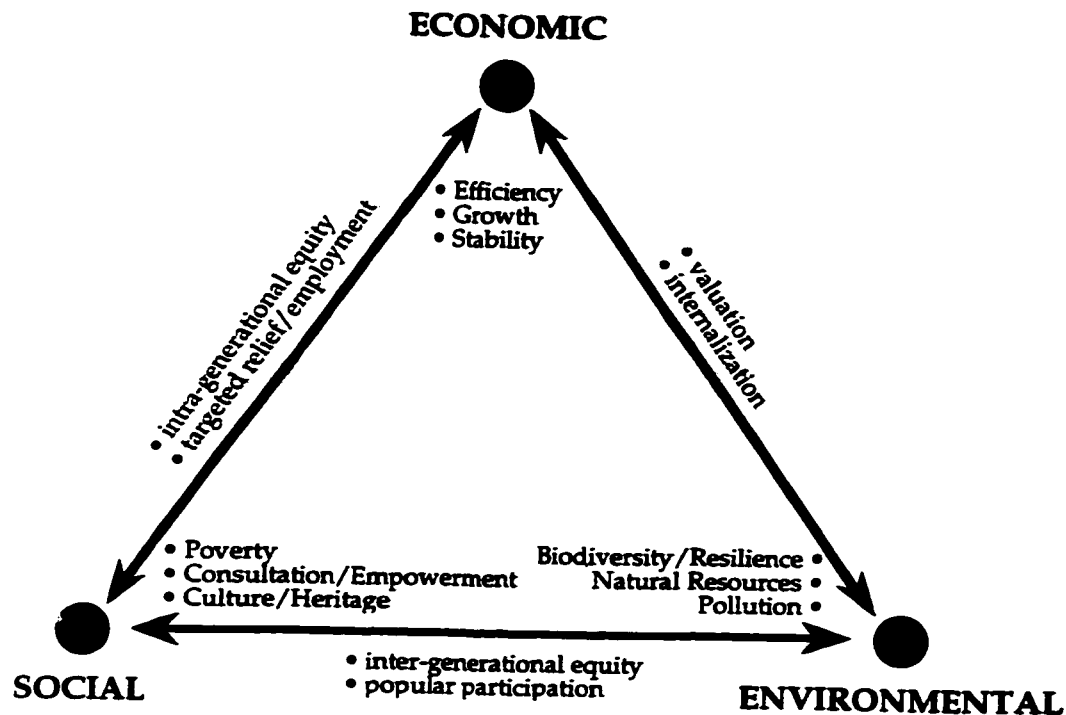 ECONOMIC
• Efficiency
• Growth
• Stability
• intra-generational equity
• targeted relief/employment
• valuation
• internalization
• Poverty
• Consultation/Empowerment
• Culture/Heritage
Biodiversity/Resilience •
Natural Resources •
Pollution •
• inter-generational equity
• popular participation
SOCIAL
ENVIRONMENTAL